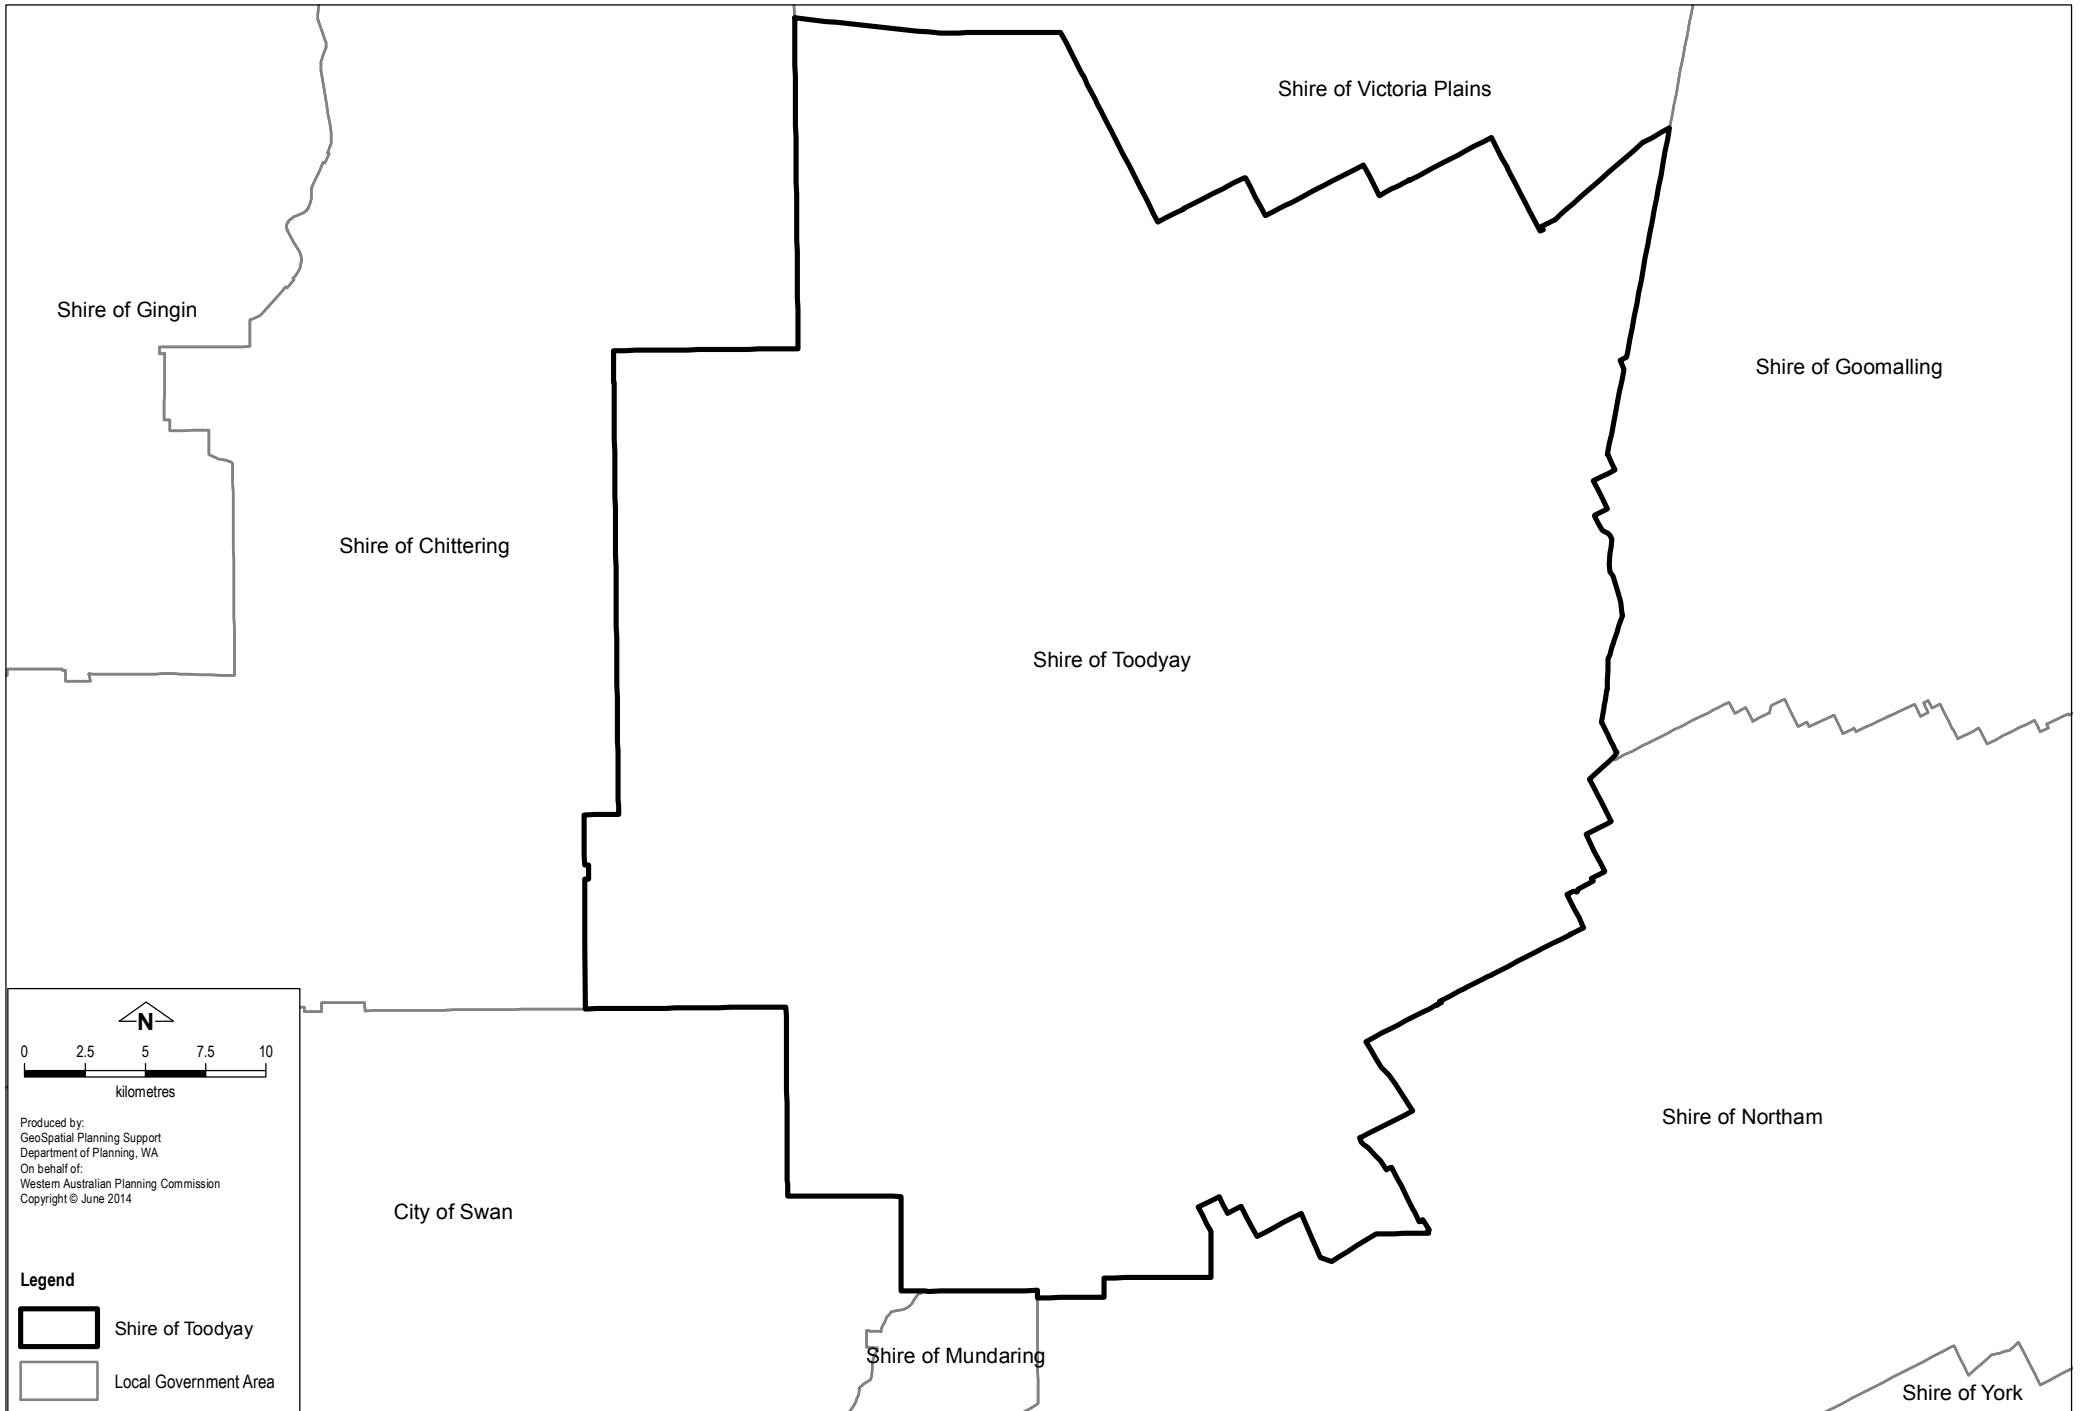 Shire of Victoria Plains
Shire of Gingin
Shire of Goomalling
Shire of Chittering
Shire of Toodyay
Shire of Northam
City of Swan
Shire of Mundaring
Shire of York
N
0 2.5 5 7.5 10
kilometres
Produced by:
GeoSpatial Planning Support
Department of Planning, WA
On behalf of:
Western Australian Planning Commission
Copyright © June 2014
Legend
Shire of Toodyay
Local Government Area